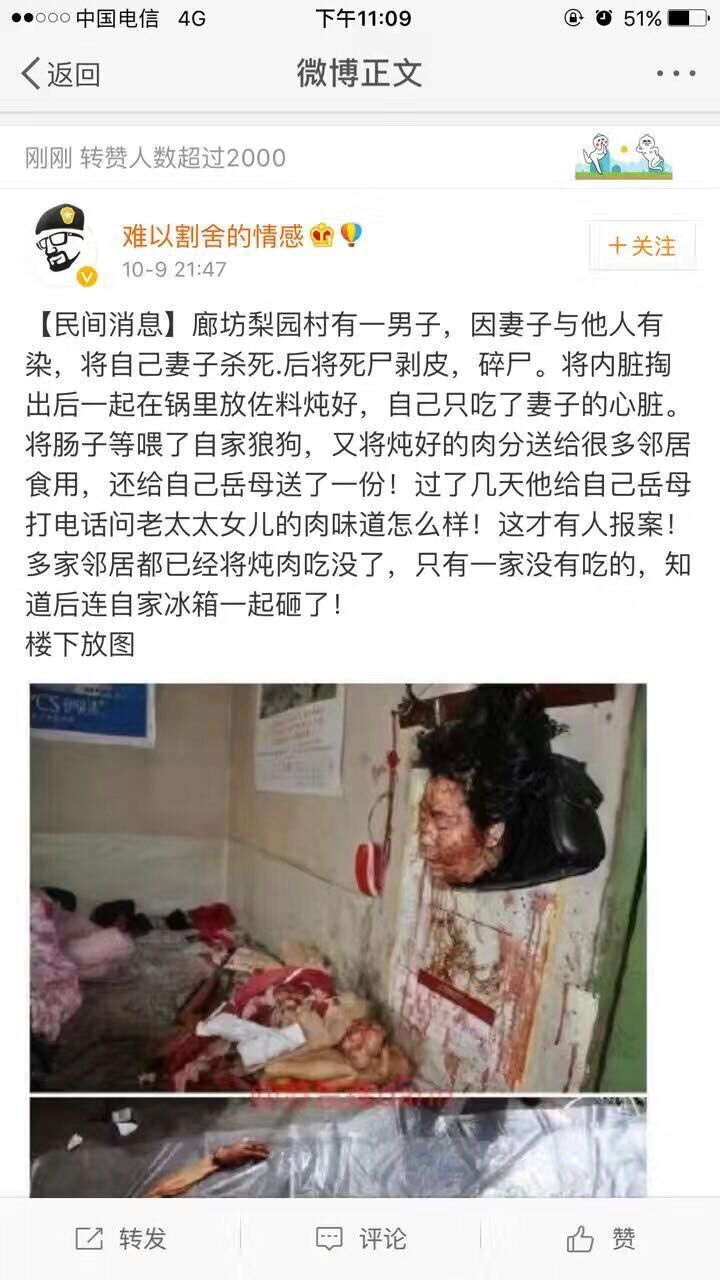 中国电信 4G 下午11:09 51%
返回 微博正文
刚刚 转赞人数超过2000
难以割舍的情感
+关注
10-9 21:47
【民间消息】廊坊梨园村有一男子，因妻子与他人有
染，将自己妻子杀死.后将死尸剥皮，碎尸。将内脏掏
出后一起在锅里放佐料炖好，自己只吃了妻子的心脏。
将肠子等喂了自家狼狗，又将炖好的肉分送给很多邻居
食用，还给自己岳母送了一份！过了几天他给自己岳母
打电话问老太太女儿的肉味道怎么样！这才有人报案！
多家邻居都已经将炖肉吃没了，只有一家没有吃的，知
道后连自家冰箱一起砸了！
楼下放图
转发 评论 赞